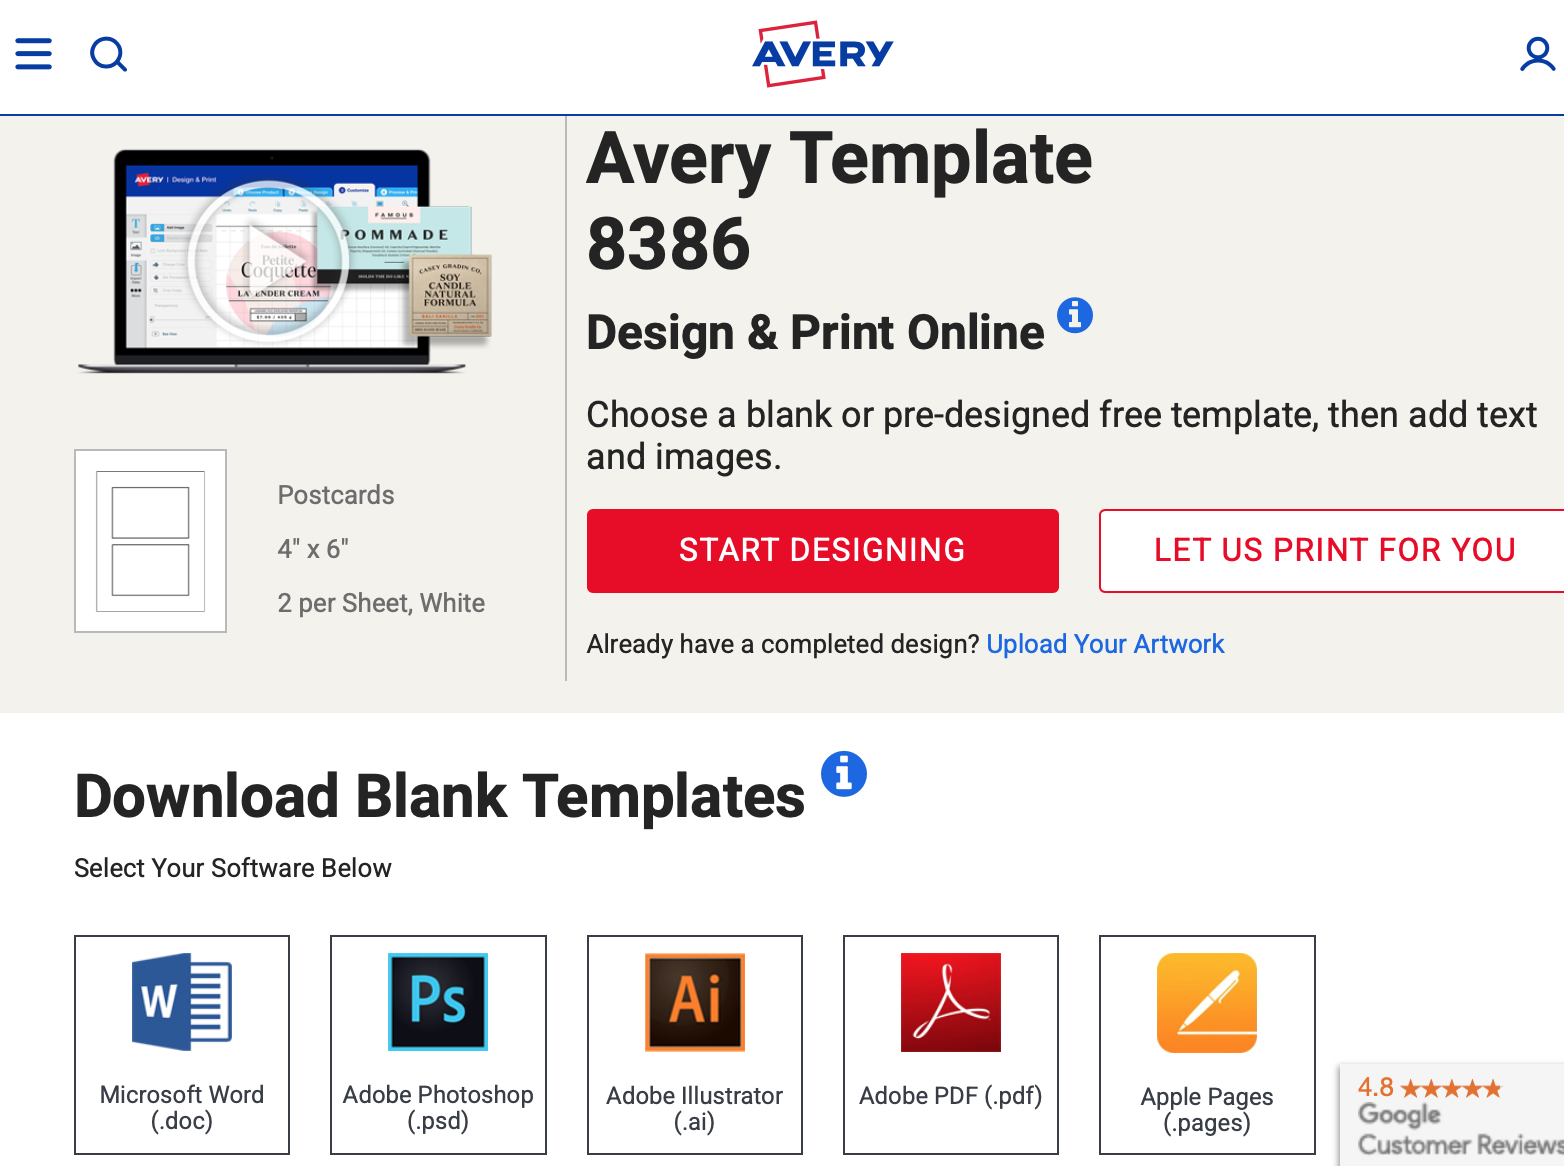 AVERY
AVERY | Design & Print
Customize
FAMOUS
POMMADE
Petite
Coquette
LAVENDER CREAM
CASEY GRADIN CO.
SOY
CANDLE
NATURAL
FORMULA
Avery Template
8386
Design & Print Online
Choose a blank or pre-designed free template, then add text
and images.
START DESIGNING
LET US PRINT FOR YOU
Already have a completed design? Upload Your Artwork
Postcards
4" x 6"
2 per Sheet, White
Download Blank Templates
Select Your Software Below
W
Microsoft Word
(.doc)
Ps
Adobe Photoshop
(.psd)
Ai
Adobe Illustrator
(.ai)
Adobe PDF (.pdf)
Apple Pages
(.pages)
4.8
Google
Customer Reviews